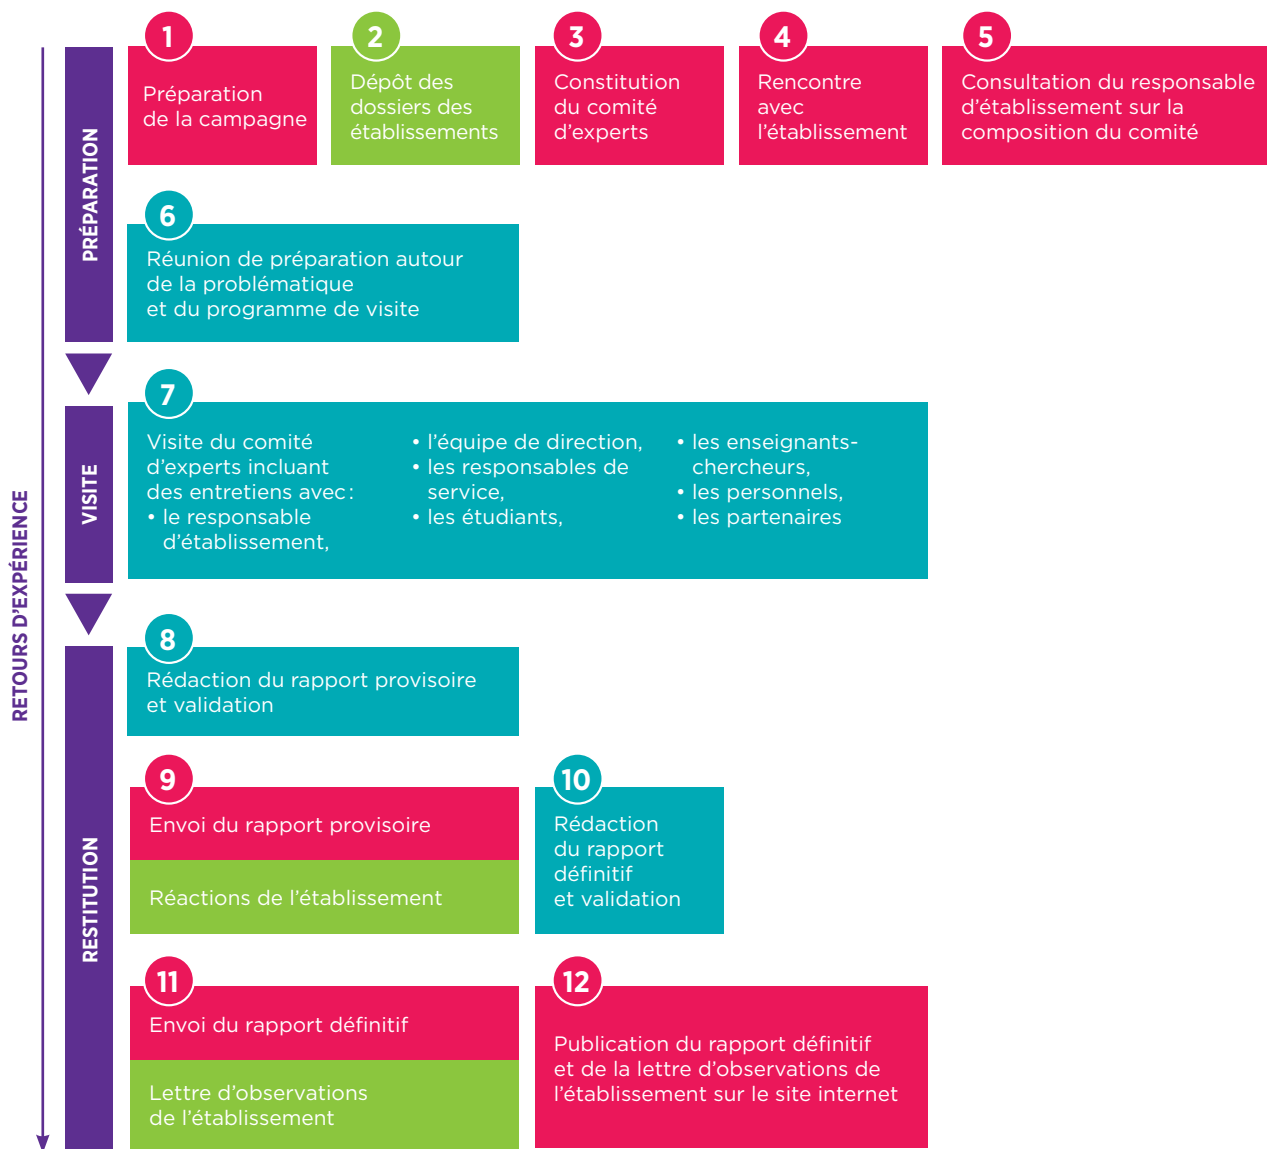 RETOURS D'EXPÉRIENCE
PRÉPARATION
1
Préparation
de la campagne
2
Dépôt des
dossiers des
établissements
3
Constitution
du comité
d'experts
4
Rencontre
avec
l'établissement
5
Consultation du responsable
d'établissement sur la
composition du comité
6
Réunion de préparation autour
de la problématique
et du programme de visite
VISITE
7
Visite du comité
d'experts incluant
des entretiens avec :
• le responsable
d'établissement,
• l'équipe de direction,
• les responsables de
service,
• les étudiants,
• les enseignants-
chercheurs,
• les personnels,
• les partenaires
RESTITUTION
8
Rédaction du rapport provisoire
et validation
9
Envoi du rapport provisoire
Réactions de l'établissement
10
Rédaction
du rapport
définitif
et validation
11
Envoi du rapport définitif
Lettre d'observations
de l'établissement
12
Publication du rapport définitif
et de la lettre d'observations de
l'établissement sur le site internet